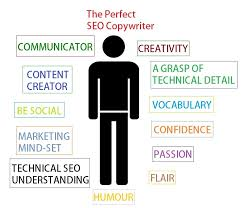 The Perfect
SEO Copywriter
COMMUNICATOR
CREATIVITY
CONTENT
CREATOR
A GRASP OF
TECHNICAL DETAIL
BE SOCIAL
VOCABULARY
MARKETING
MIND-SET
CONFIDENCE
TECHNICAL SEO
UNDERSTANDING
PASSION
FLAIR
HUMOUR